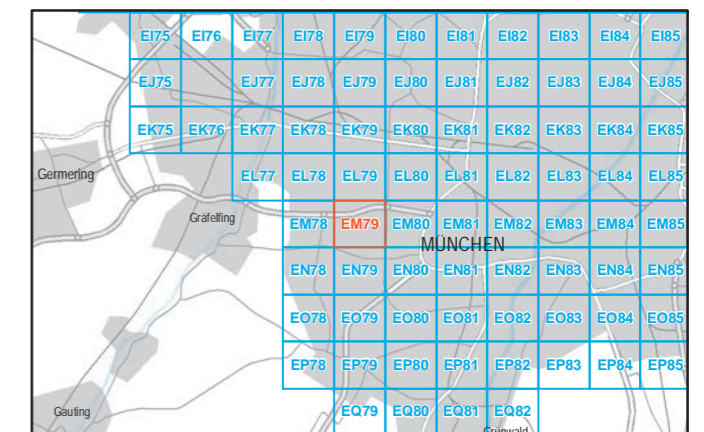 EI75 EI76 EI77 EI78 EI79 EI80 EI81 EI82 EI83 EI84 EI85
EJ75 EJ77 EJ78 EJ79 EJ80 EJ81 EJ82 EJ83 EJ84 EJ85
EK75 EK76 EK77 EK78 EK79 EK80 EK81 EK82 EK83 EK84 EK85
Germering EL77 EL78 EL79 EL80 EL81 EL82 EL83 EL84 EL85
Gräfelfing EM78 EM79 EM80 EM81 EM82 EM83 EM84 EM85
MÜNCHEN
EN78 EN79 EN80 EN81 EN82 EN83 EN84 EN85
EO78 EO79 EO80 EO81 EO82 EO83 EO84 EO85
EP78 EP79 EP80 EP81 EP82 EP83 EP84 EP85
Gauting EQ79 EQ80 EQ81 EQ82
Grünwald